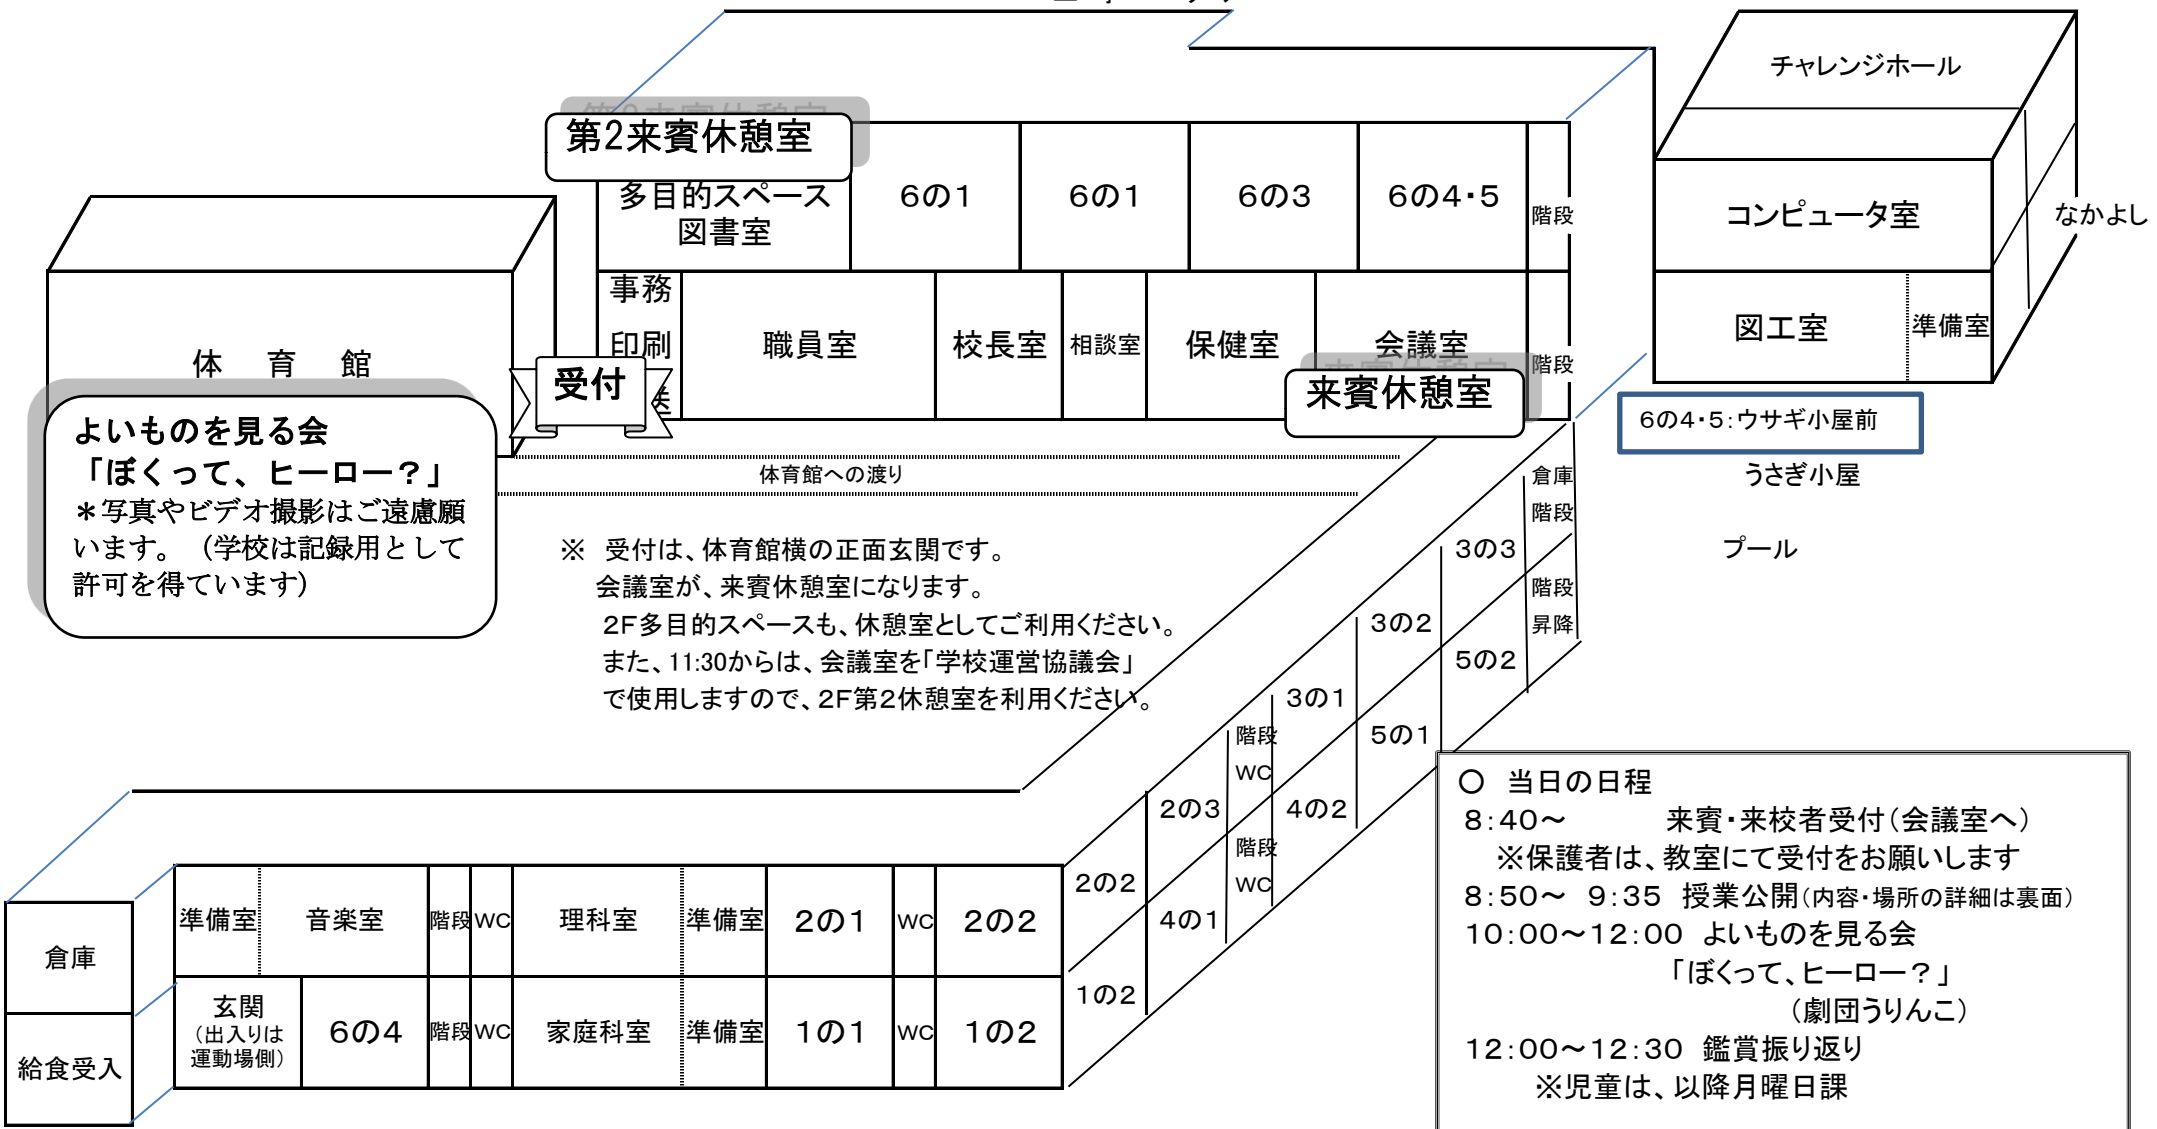 チャレンジホール
第2来賓休憩室
多目的スペース
図書室
6の1
6の1
6の3
6の4・5
階段
コンピュータ室
なかよし
体　育　館
事務
印刷
職員室
校長室
相談室
保健室
会議室
階段
図工室
準備室
受付
来賓休憩室
6の4・5:ウサギ小屋前
うさぎ小屋
プール
よいものを見る会
「ぼくって、ヒーロー?」
＊写真やビデオ撮影はご遠慮願
います。（学校は記録用として
許可を得ています）
体育館への渡り
※　受付は、体育館横の正面玄関です。
会議室が、来賓休憩室になります。
2F多目的スペースも、休憩室としてご利用ください。
また、11:30からは、会議室を「学校運営協議会」
で使用しますので、2F第2休憩室を利用ください。
倉庫
階段
3の3
階段
昇降
3の2
5の2
3の1
5の1
階段
WC
2の3
4の2
階段
WC
2の2
4の1
1の2
倉庫
給食受入
準備室
音楽室
階段
WC
理科室
準備室
2の1
WC
2の2
玄関
（出入りは
運動場側）
6の4
階段
WC
家庭科室
準備室
1の1
WC
1の2
○　当日の日程
8:40～　来賓・来校者受付（会議室へ）
※保護者は、教室にて受付をお願いします
8:50～ 9:35 授業公開（内容・場所の詳細は裏面）
10:00～12:00 よいものを見る会
「ぼくって、ヒーロー?」
（劇団うりんこ）
12:00～12:30 鑑賞振り返り
※児童は、以降月曜日課